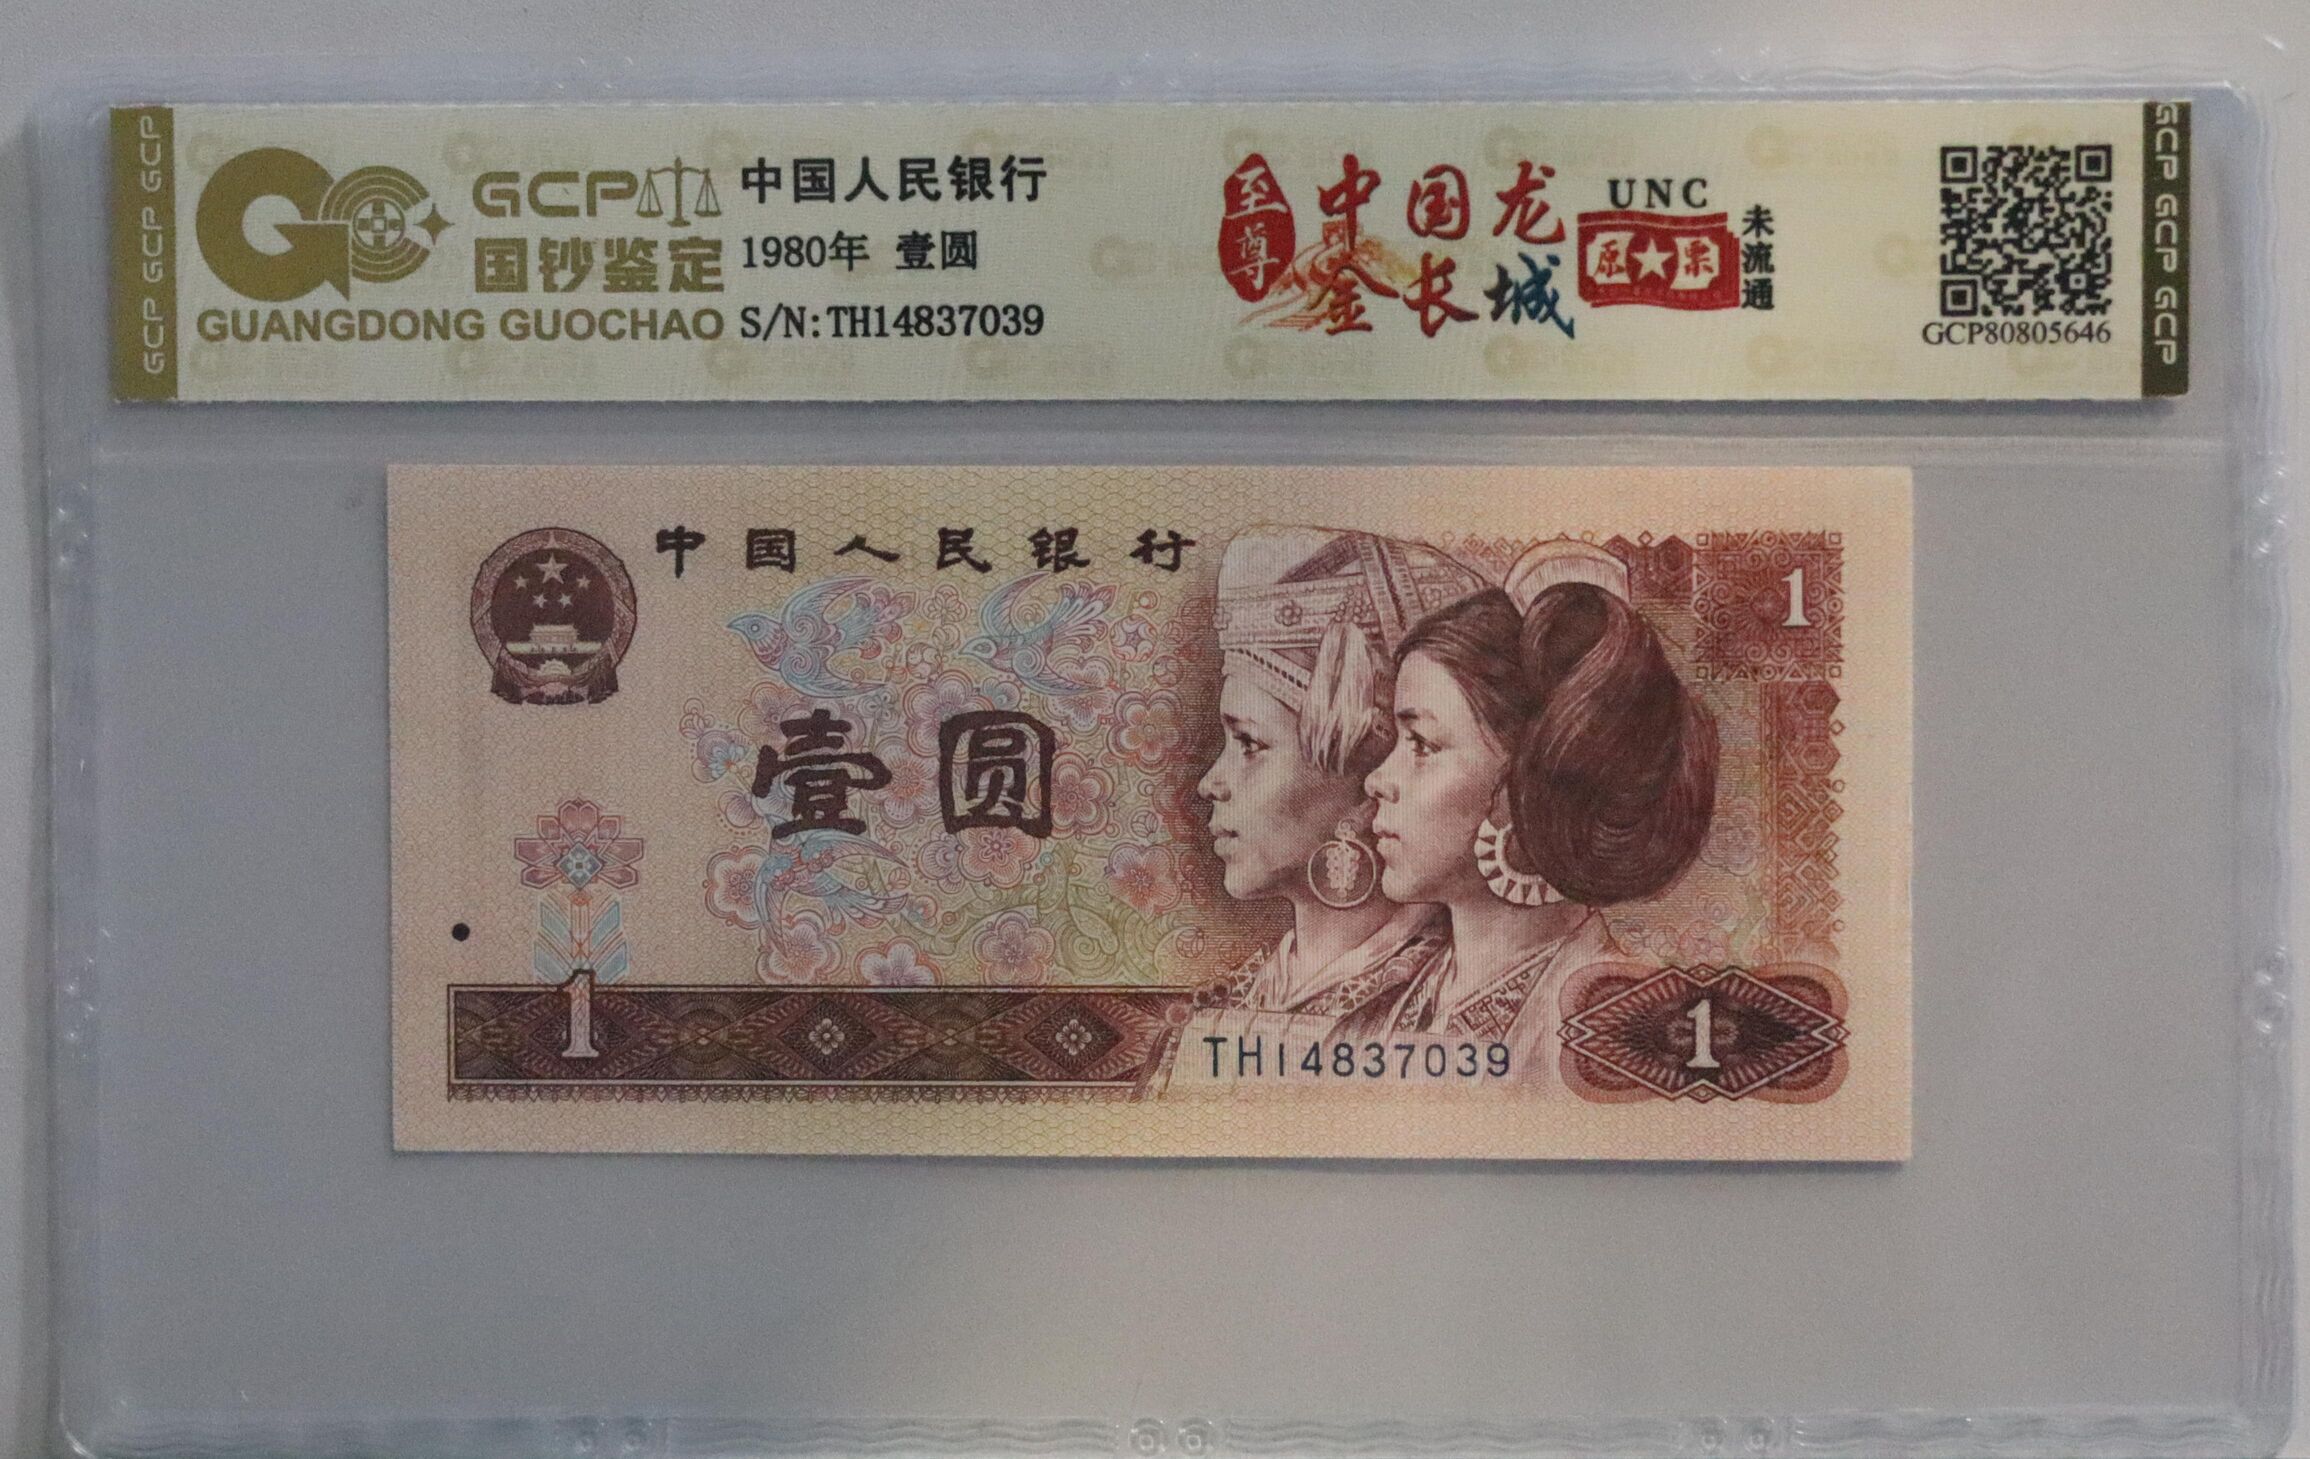 GCP GCP GCP
GCP
国钞鉴定
GUANGDONG GUOCHAO
中国人民银行
1980年 壹圆
S/N:TH14837039
至尊
中国龙
金长城
UNC
原票
未流通
GCP80805646
GCP GCP GCP
中国人民银行
1
壹圆
1
TH14837039
1